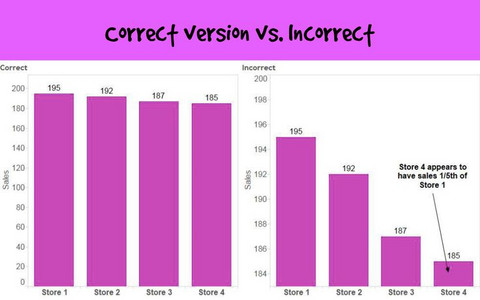 Correct Version Vs. Incorrect
Correct
Sales
200
180
160
140
120
100
80
60
40
20
0
195
192
187
185
Store 1
Store 2
Store 3
Store 4
Incorrect
Sales
200
198
196
194
192
190
188
186
184
195
192
187
185
Store 4 appears to
have sales 1/5th of
Store 1
Store 1
Store 2
Store 3
Store 4